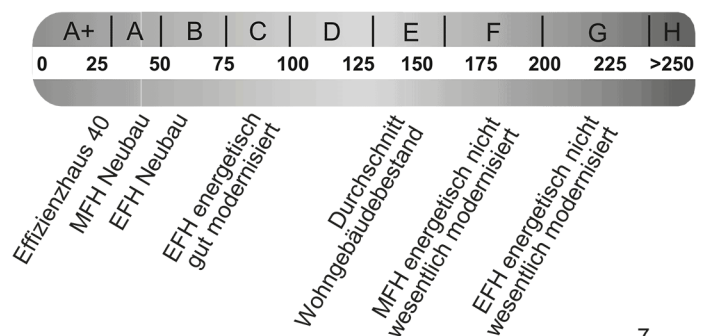 A+ | A | B | C | D | E | F | G | H
0 25 50 75 100 125 150 175 200 225 >250
Effizienzhaus 40
MFH Neubau
EFH Neubau
EFH energetisch
gut modernisiert
Durchschnitt
Wohngebäudebestand
MFH energetisch nicht
wesentlich modernisiert
EFH energetisch nicht
wesentlich modernisiert